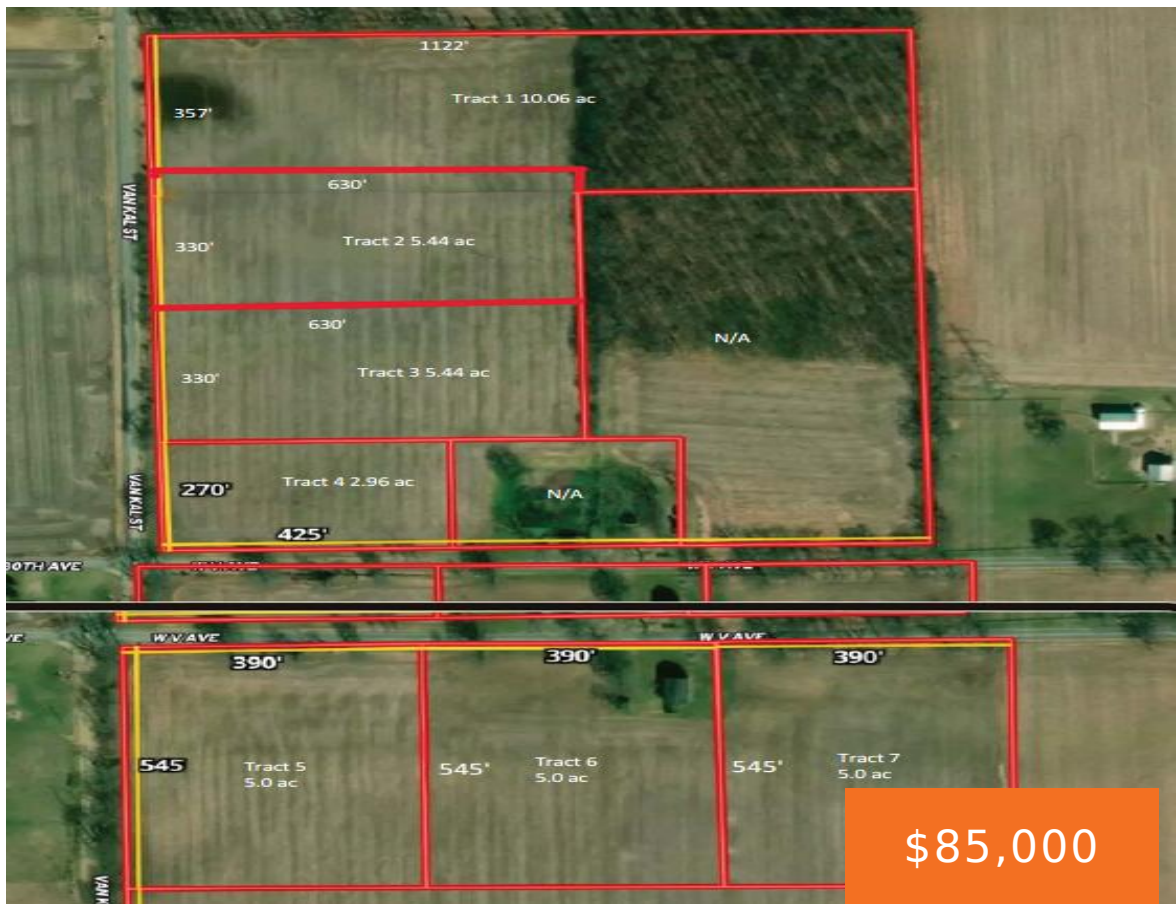 1122'
Tract 1 10.06 ac
357'
630'
VAN KAL ST
330'
Tract 2 5.44 ac
630'
N/A
330'
Tract 3 5.44 ac
270'
Tract 4 2.96 ac
N/A
VAN KAL ST
425'
80TH AVE
W V AVE
W V AVE
390'
390'
390'
545
Tract 5
5.0 ac
545'
Tract 6
5.0 ac
545'
Tract 7
5.0 ac
$85,000